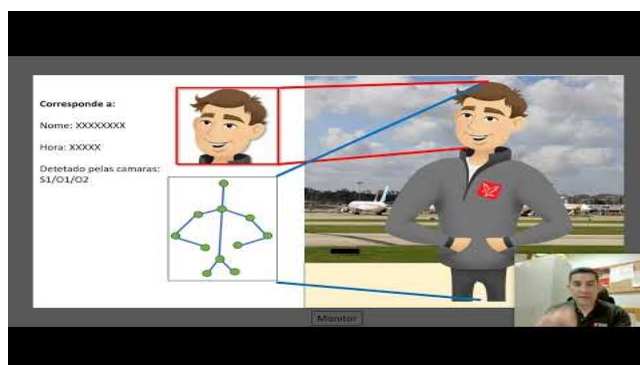 Corresponde a:
Nome: XXXXXXXX
Hora: XXXXX
Detetado pelas camaras:
S1/O1/O2
Monitor